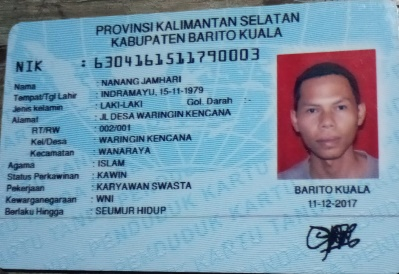 PROVINSI KALIMANTAN SELATAN
KABUPATEN BARITO KUALA
NIK : 6304161511790003
Nama : NANANG JAMHARI
Tempat/Tgl Lahir : INDRAMAYU, 15-11-1979
Jenis kelamin : LAKI-LAKI Gol. Darah :-
Alamat : JL DESA WARINGIN KENCANA
RT/RW : 002/001
Kel/Desa : WARINGIN KENCANA
Kecamatan : WANARAYA
Agama : ISLAM
Status Perkawinan : KAWIN
Pekerjaan : KARYAWAN SWASTA
Kewarganegaraan : WNI
Berlaku Hingga : SEUMUR HIDUP
BARITO KUALA
11-12-2017